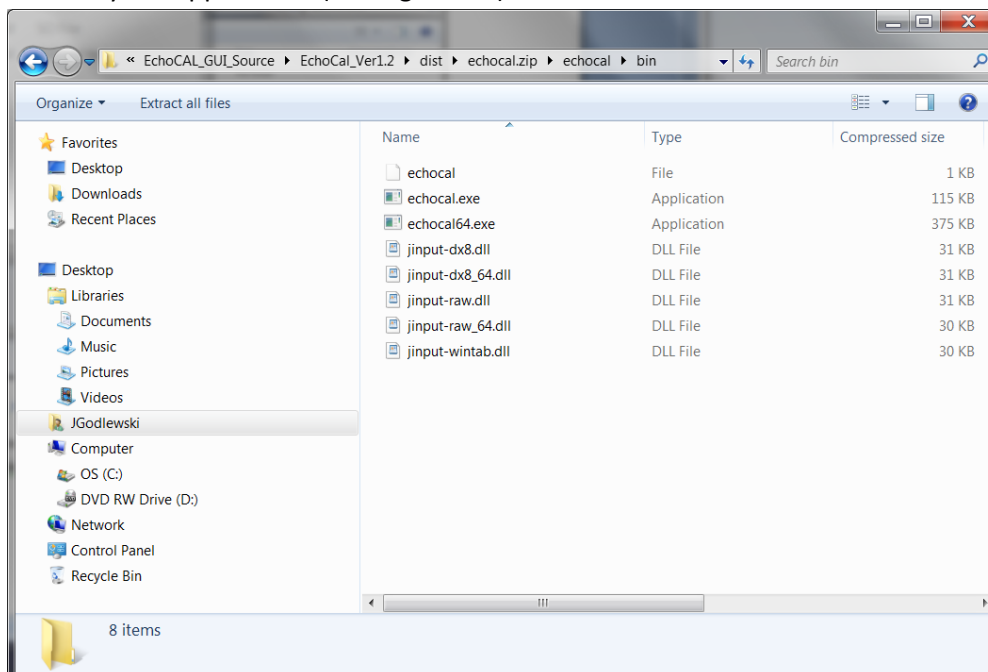 « EchoCAL_GUI_Source ▸ EchoCal_Ver1.2 ▸ dist ▸ echocal.zip ▸ echocal ▸ bin
Search bin
Organize ▾ Extract all files
Name Type Compressed size
Favorites
Desktop
Downloads
Recent Places
Desktop
Libraries
Documents
Music
Pictures
Videos
JGodlewski
Computer
OS (C:)
DVD RW Drive (D:)
Network
Control Panel
Recycle Bin
echocal File 1 KB
echocal.exe Application 115 KB
echocal64.exe Application 375 KB
jinput-dx8.dll DLL File 31 KB
jinput-dx8_64.dll DLL File 31 KB
jinput-raw.dll DLL File 31 KB
jinput-raw_64.dll DLL File 30 KB
jinput-wintab.dll DLL File 30 KB
8 items